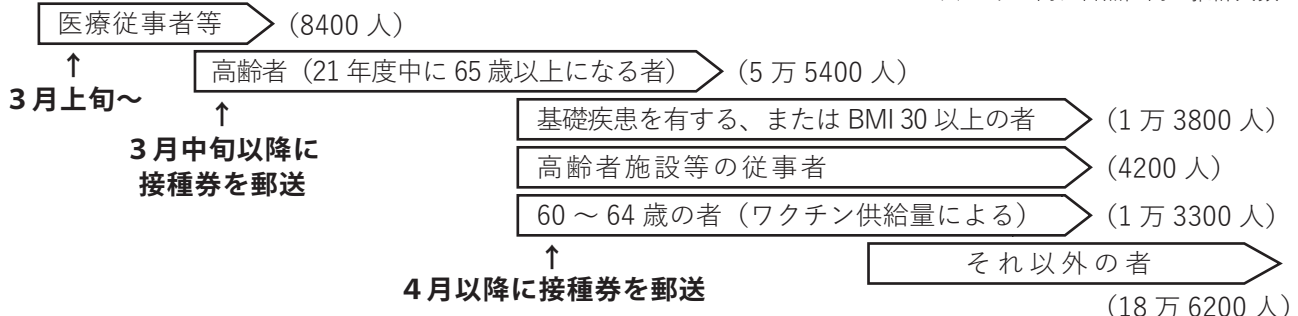 医療従事者等 (8400 人)
↑
3月上旬~
高齢者(21 年度中に 65 歳以上になる者) (5 万 5400 人)
↑
3月中旬以降に
接種券を郵送
基礎疾患を有する、または BMI 30 以上の者 (1 万 3800 人)
高齢者施設等の従事者 (4200 人)
60 ~ 64 歳の者(ワクチン供給量による) (1 万 3300 人)
↑
4月以降に接種券を郵送
それ以外の者
(18 万 6200 人)